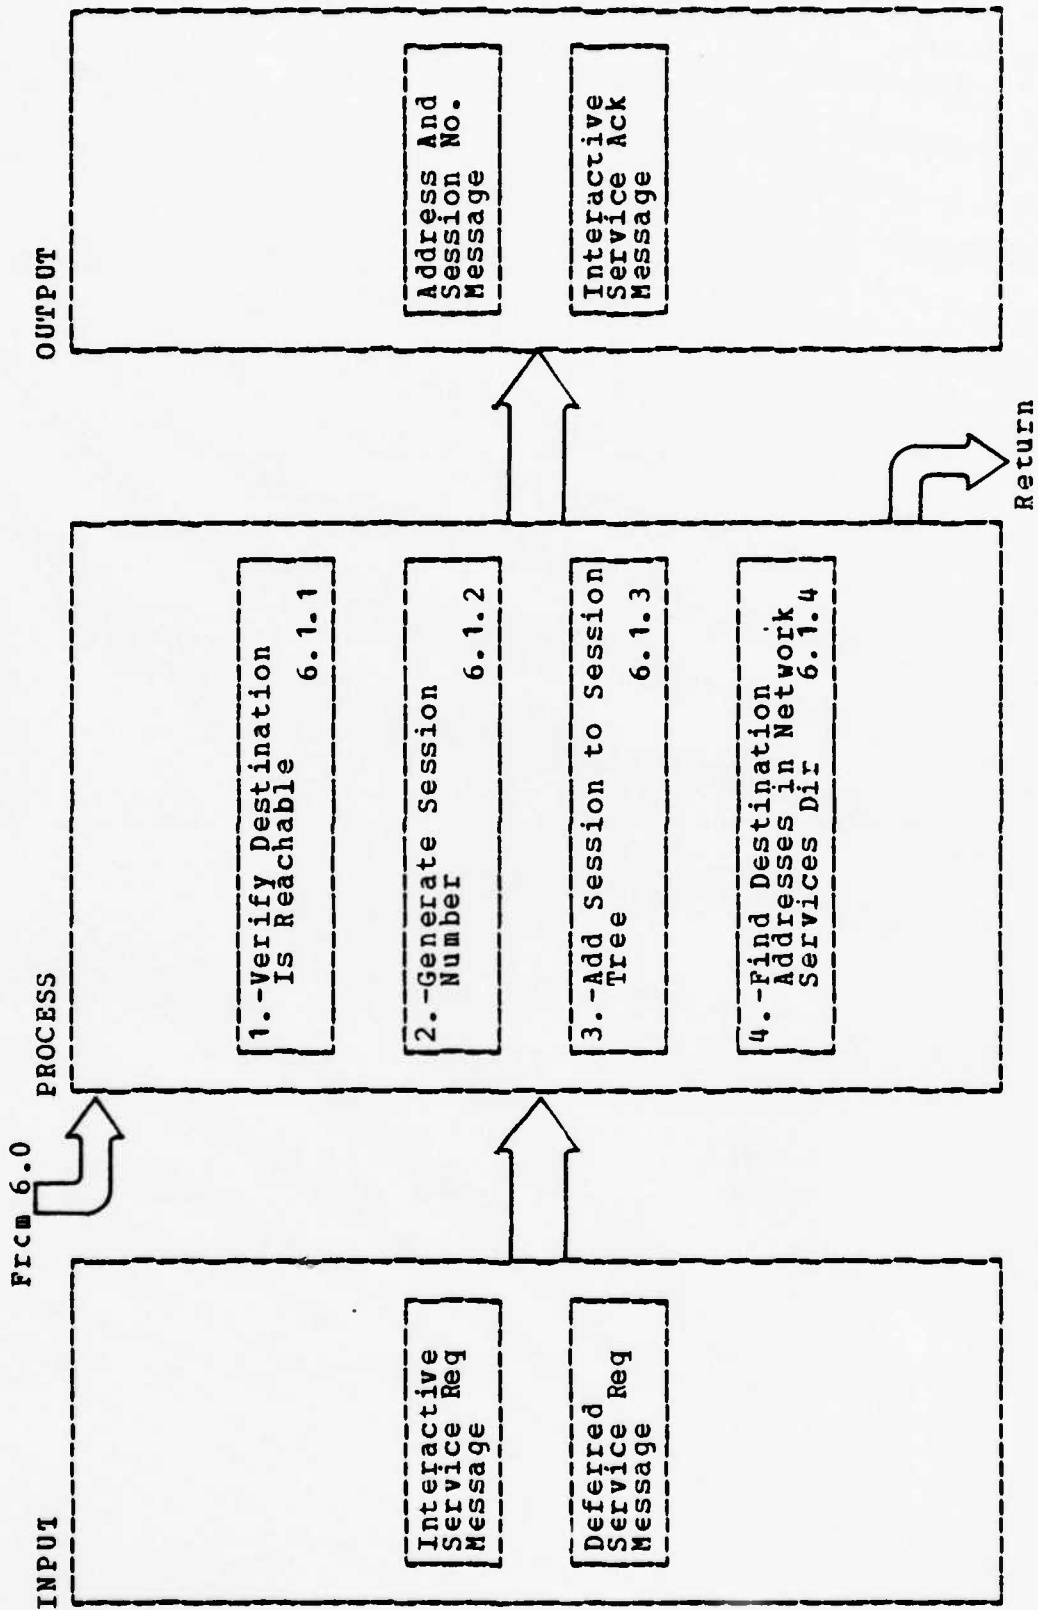 From 6.0
INPUT
Interactive
Service Req
Message
Deferred
Service Req
Message
PROCESS
1.-Verify Destination
Is Reachable
6.1.1
2.-Generate Session
Number
6.1.2
3.-Add Session to Session
Tree
6.1.3
4.-Find Destination
Addresses in Network
Services Dir 6.1.4
OUTPUT
Address And
Session No.
Message
Interactive
Service Ack
Message
Return